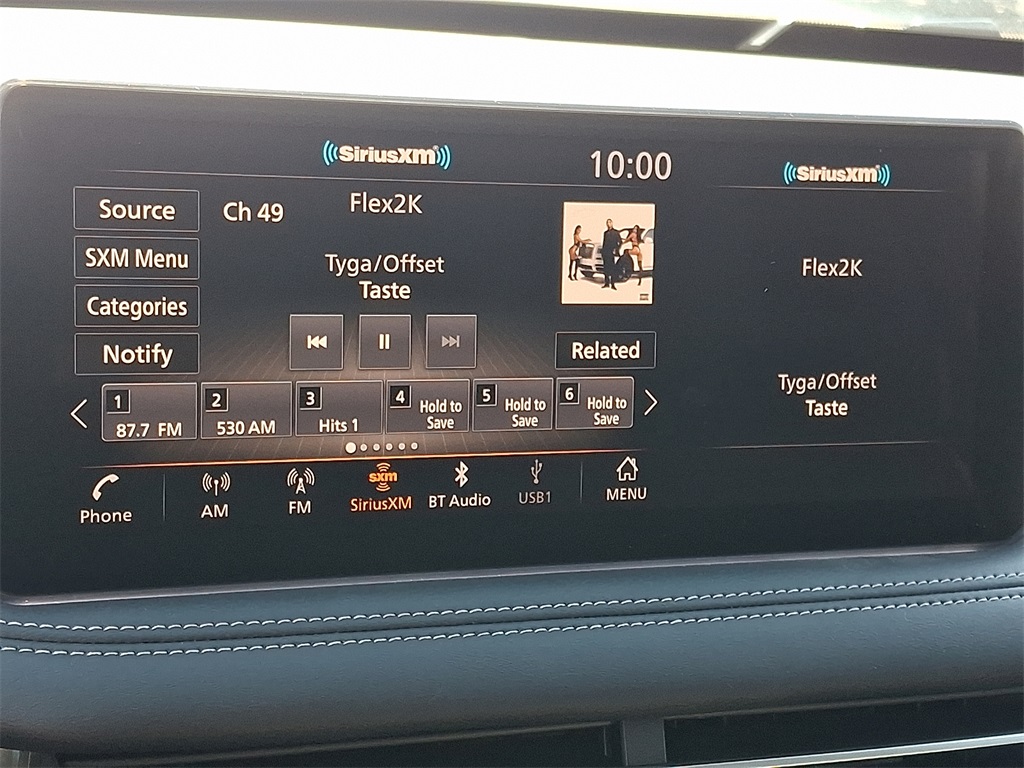 SiriusXM
10:00
SiriusXM
Source
Ch 49
Flex2K
SXM Menu
Tyga/Offset
Taste
Flex2K
Categories
Notify
Related
Tyga/Offset
Taste
1
87.7 FM
2
530 AM
3
Hits 1
4
Hold to
Save
5
Hold to
Save
6
Hold to
Save
Phone
AM
FM
sxm
SiriusXM
BT Audio
USB1
MENU